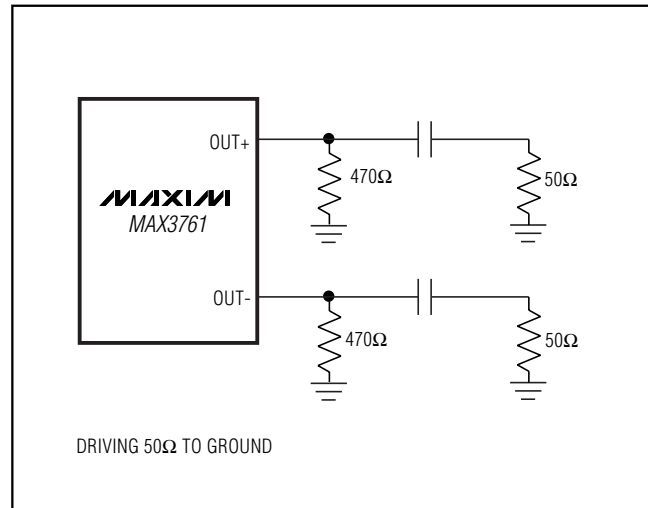 OUT+
470Ω
50Ω
MAXIM
MAX3761
OUT-
470Ω
50Ω
DRIVING 50Ω TO GROUND